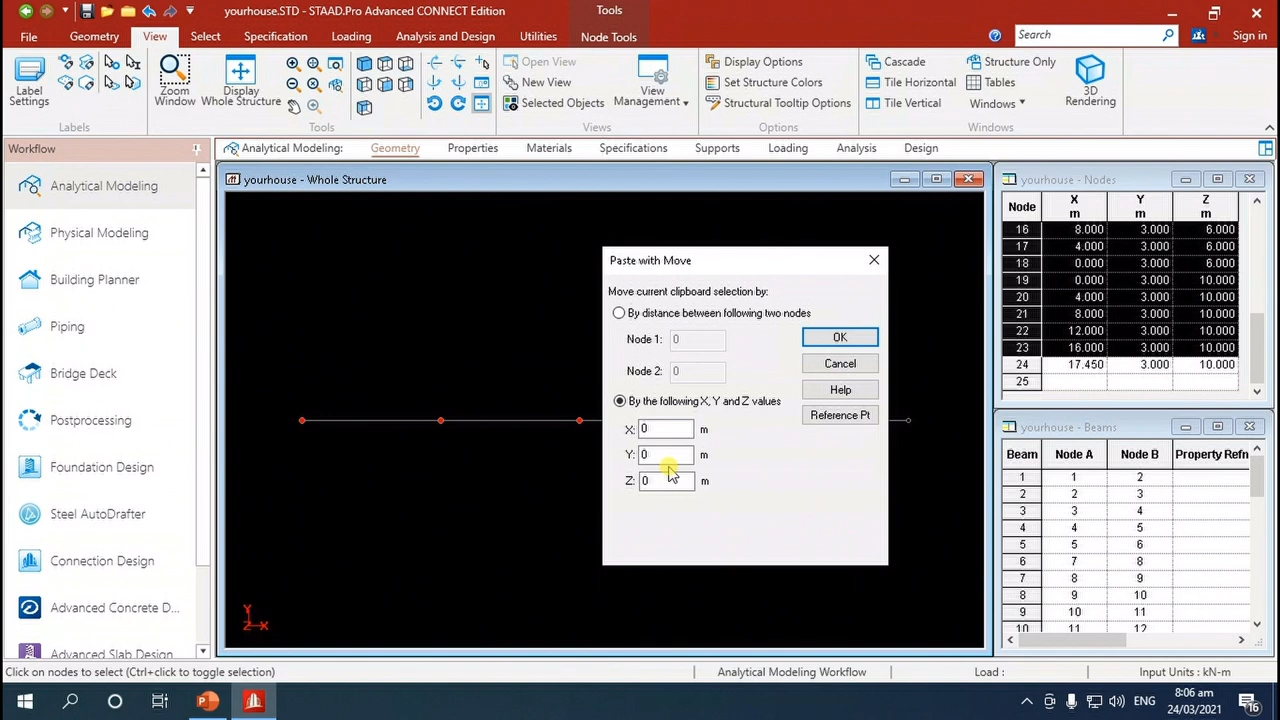 yourhouse.STD - STAAD.Pro Advanced CONNECT Edition
Tools
File
Geometry
View
Select
Specification
Loading
Analysis and Design
Utilities
Node Tools
Search
Sign in
Label
Settings
Labels
Zoom
Window
Display
Whole Structure
Tools
Open View
New View
Selected Objects
View
Management
Views
Display Options
Set Structure Colors
Structural Tooltip Options
Options
Cascade
Tile Horizontal
Tile Vertical
Structure Only
Tables
Windows
Windows
3D
Rendering
Workflow
Analytical Modeling:
Geometry
Properties
Materials
Specifications
Supports
Loading
Analysis
Design
Analytical Modeling
Physical Modeling
Building Planner
Piping
Bridge Deck
Postprocessing
Foundation Design
Steel AutoDrafter
Connection Design
Advanced Concrete D...
Advanced Slab Design
yourhouse - Whole Structure
Y
Z X
Paste with Move
Move current clipboard selection by:
By distance between following two nodes
Node 1: 0
Node 2: 0
By the following X, Y and Z values
X: 0 m
Y: 0 m
Z: 0 m
OK
Cancel
Help
Reference Pt
yourhouse - Nodes
Node X m Y m Z m
16 8.000 3.000 6.000
17 4.000 3.000 6.000
18 0.000 3.000 6.000
19 0.000 3.000 10.000
20 4.000 3.000 10.000
21 8.000 3.000 10.000
22 12.000 3.000 10.000
23 16.000 3.000 10.000
24 17.450 3.000 10.000
25
yourhouse - Beams
Beam Node A Node B Property Refn
1 1 2
2 2 3
3 3 4
4 4 5
5 5 6
6 7 8
7 8 9
8 9 10
9 10 11
10 11 12
Click on nodes to select (Ctrl+click to toggle selection)
Analytical Modeling Workflow
Load :
Input Units : kN-m
ENG
8:06 am
24/03/2021
16